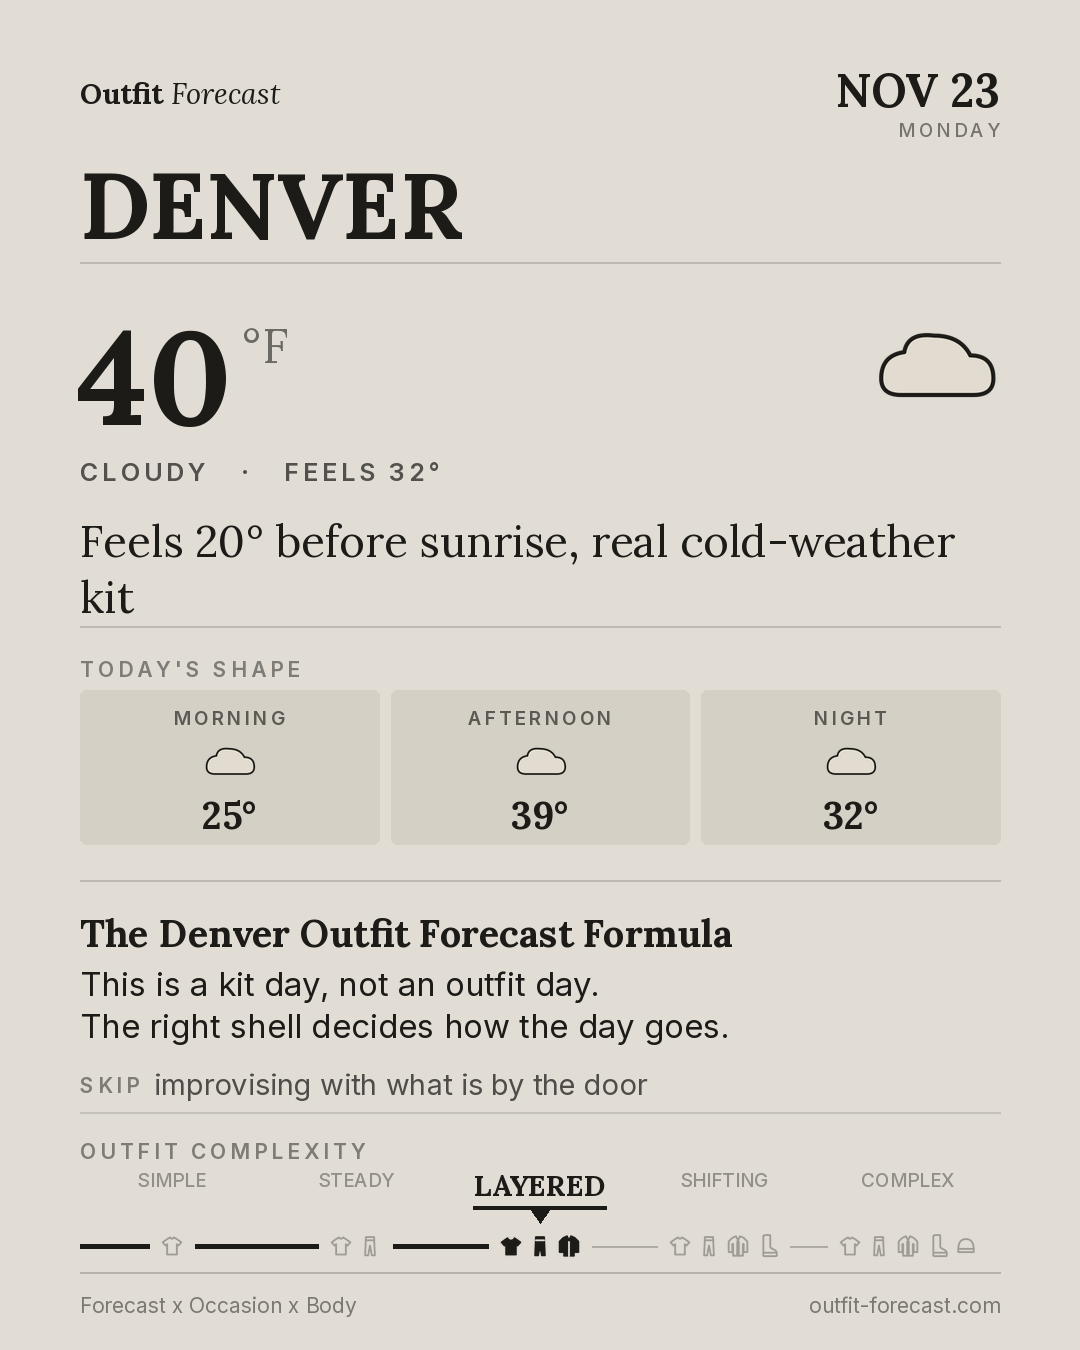 Outfit Forecast
NOV 23
MONDAY
DENVER
40 °F
CLOUDY · FEELS 32°
Feels 20° before sunrise, real cold-weather
kit
TODAY'S SHAPE
MORNING
25°
AFTERNOON
39°
NIGHT
32°
The Denver Outfit Forecast Formula
This is a kit day, not an outfit day.
The right shell decides how the day goes.
SKIP improvising with what is by the door
OUTFIT COMPLEXITY
SIMPLE STEADY LAYERED SHIFTING COMPLEX
Forecast x Occasion x Body
outfit-forecast.com